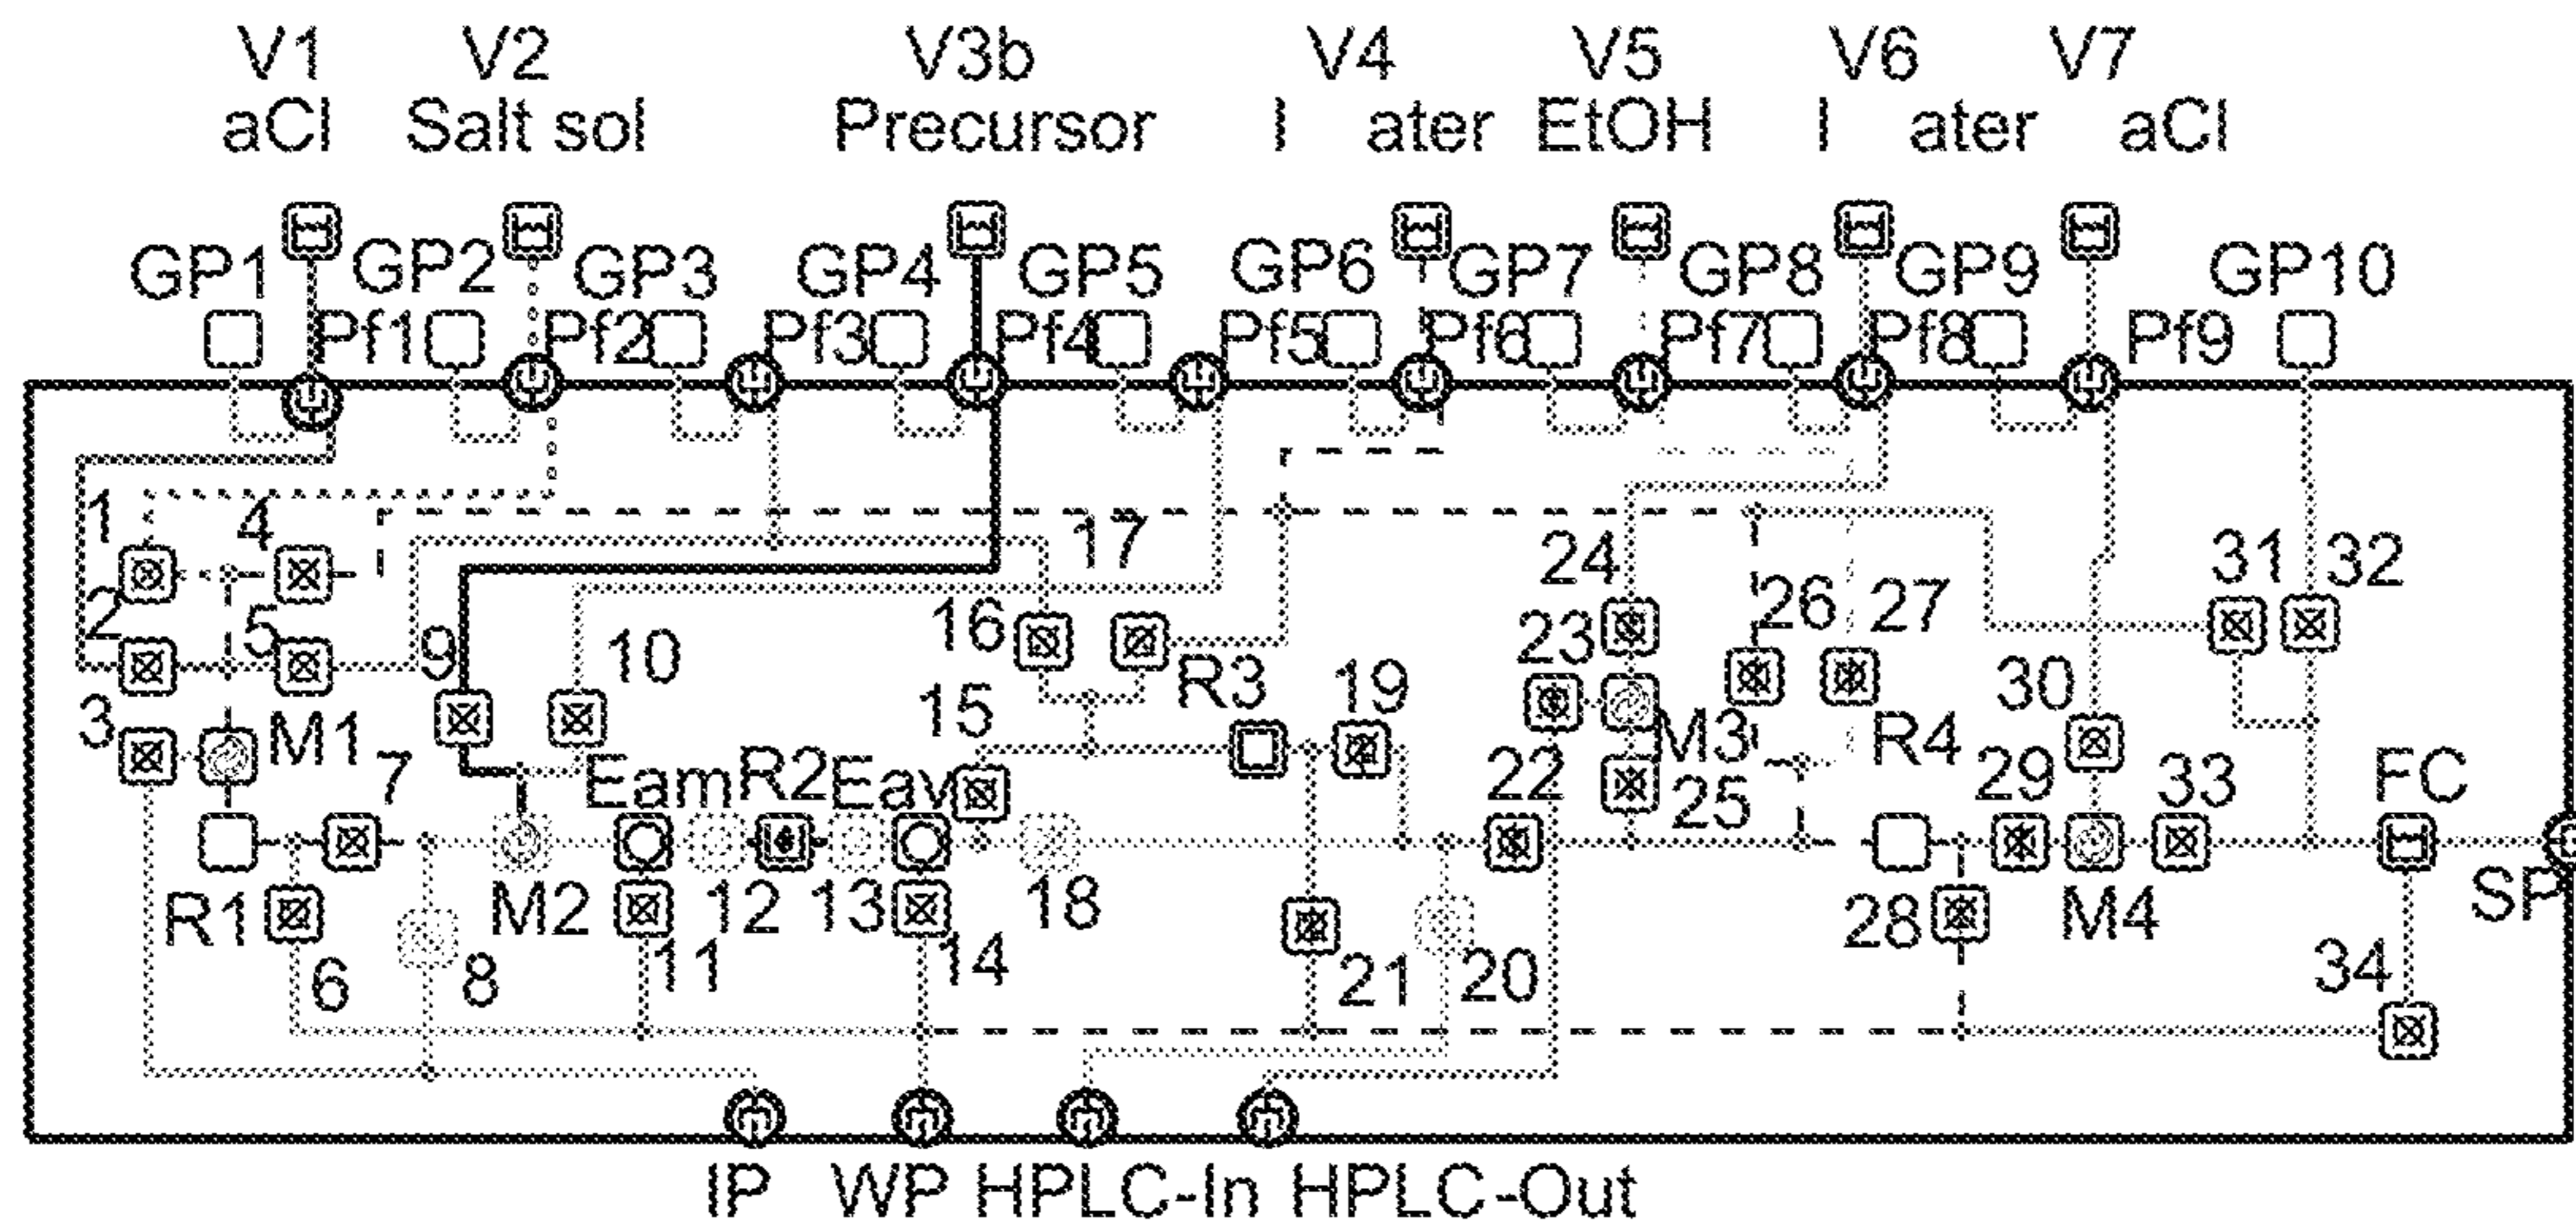 V1 V2 V3b V4 V5 V6 V7
aCl Salt sol Precursor I ater EtOH I ater aCl
GP1 GP2 GP3 GP4 GP5 GP6 GP7 GP8 GP9 GP10
Pf1 Pf2 Pf3 Pf4 Pf5 Pf6 Pf7 Pf8 Pf9
1 4 17 24 31 32
2 5 9 10 16 23 26 27
3 M1 7 15 R3 19 M3 R4 30
Eam R2 Eav 22 25 29 33 FC
R1 M2 12 13 18 28 M4 SP
6 8 11 14 21 20 34
IP WP HPLC-In HPLC-Out